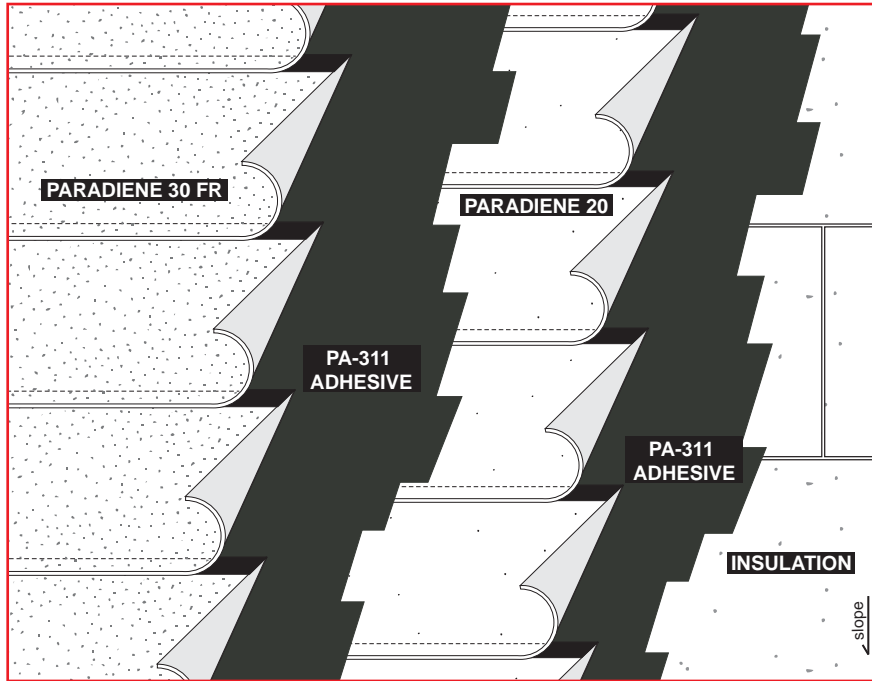 PARADIENE 30 FR
PARADIENE 20
PA-311
ADHESIVE
PA-311
ADHESIVE
INSULATION
slope